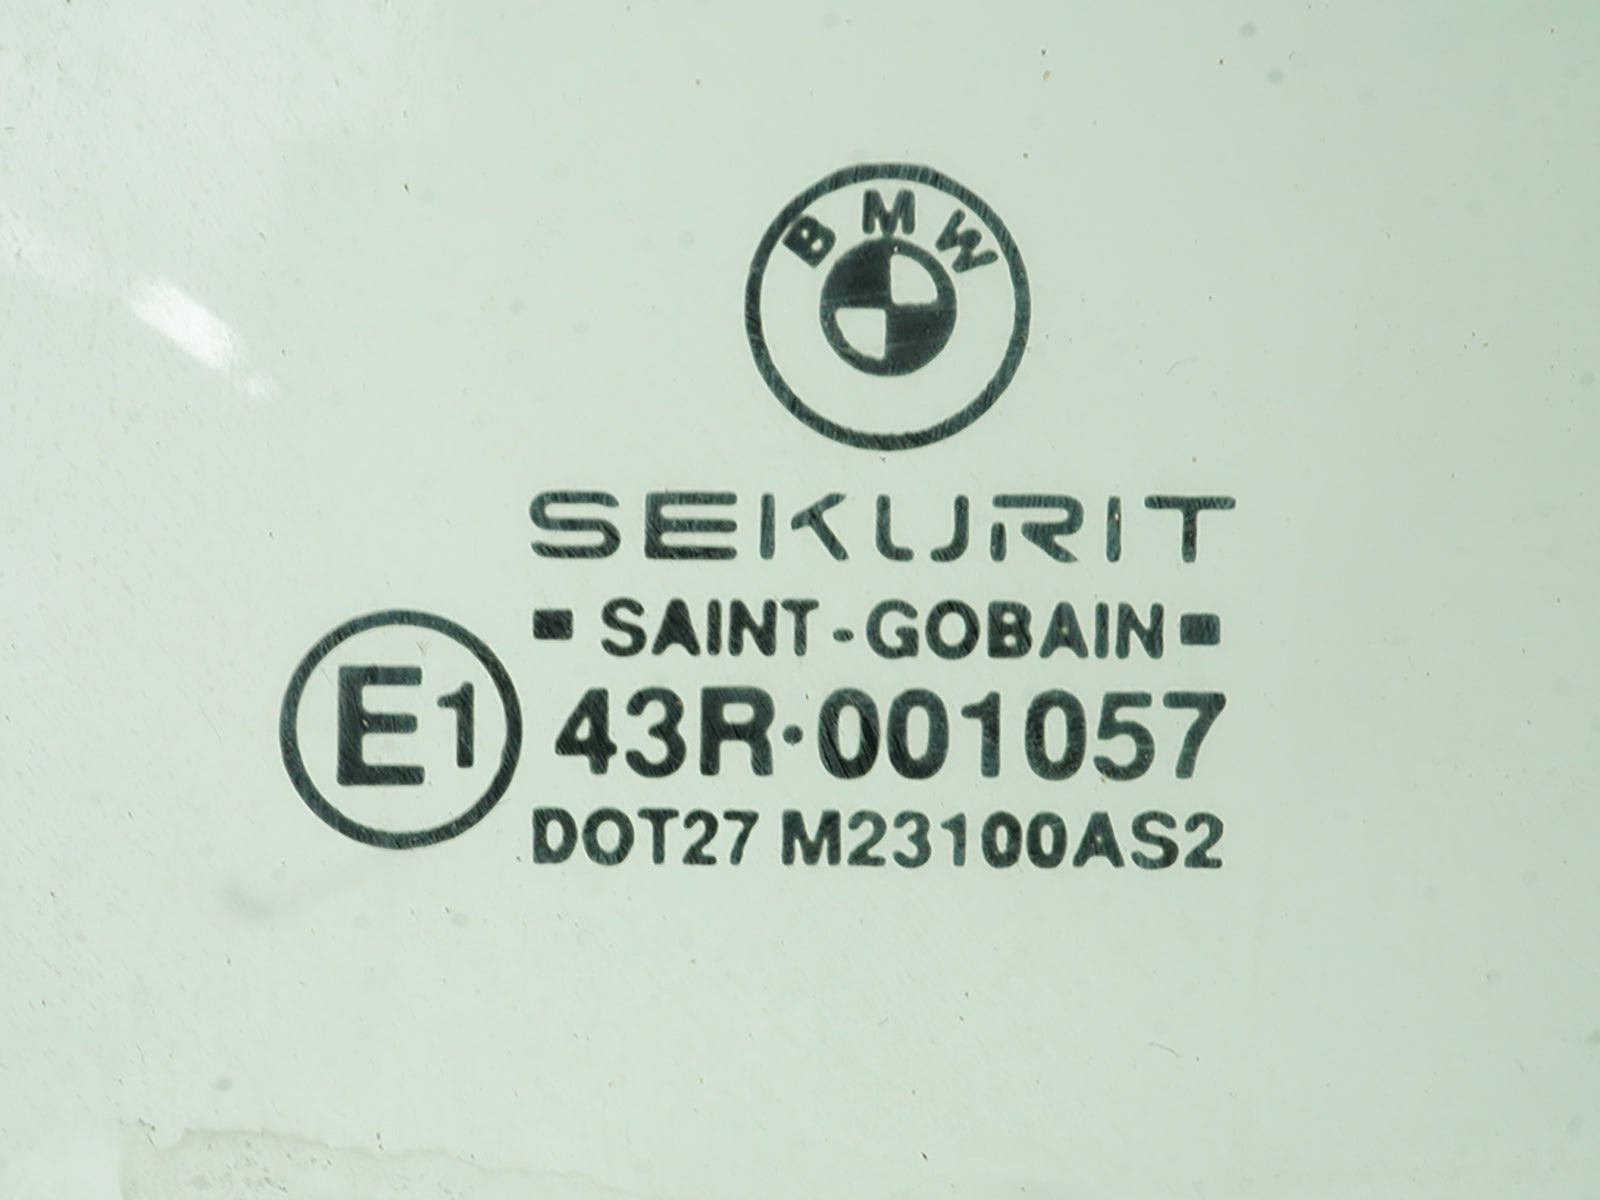 BMW
SEKURIT
▪ SAINT-GOBAIN ▪
E1 43R·001057
DOT27 M23100AS2